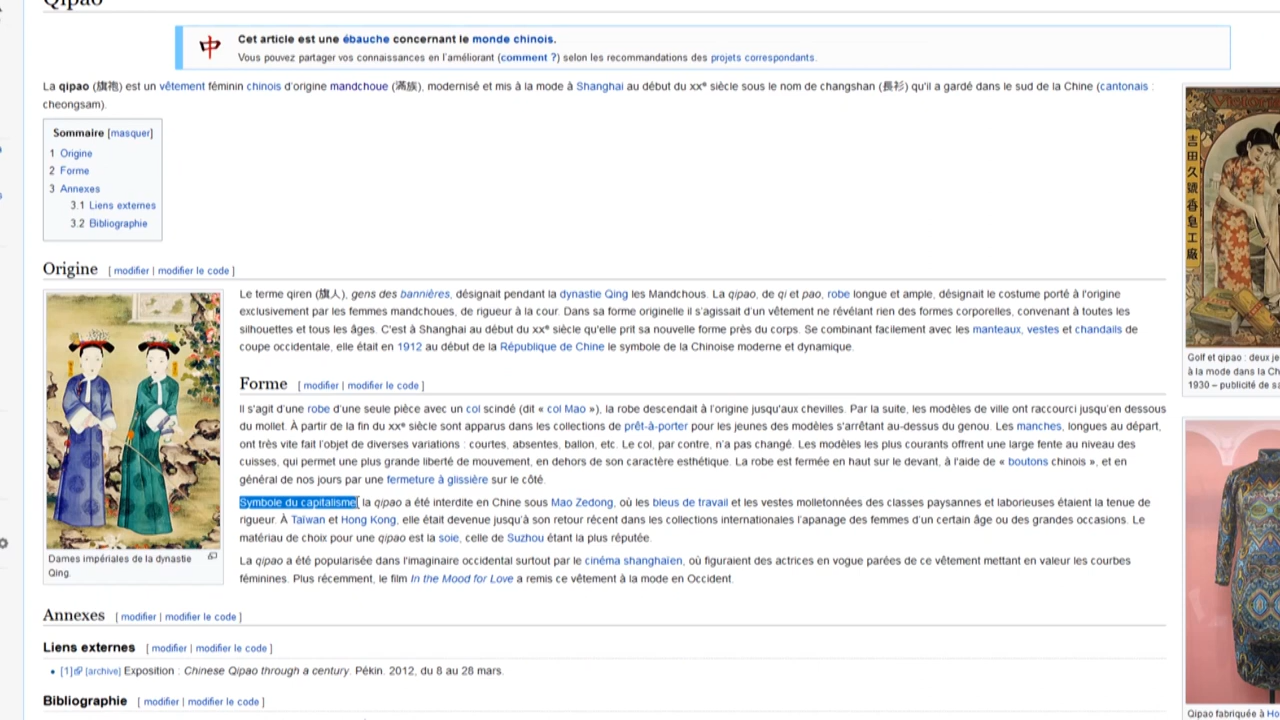 Qipao
中
Cet article est une ébauche concernant le monde chinois.
Vous pouvez partager vos connaissances en l'améliorant (comment ?) selon les recommandations des projets correspondants.
La qipao (旗袍) est un vêtement féminin chinois d'origine mandchoue (滿族), modernisé et mis à la mode à Shanghai au début du XXe siècle sous le nom de changshan (長衫) qu'il a gardé dans le sud de la Chine (cantonais :
cheongsam).
Sommaire [masquer]
1 Origine
2 Forme
3 Annexes
3.1 Liens externes
3.2 Bibliographie
Origine [ modifier | modifier le code ]
Le terme qiren (旗人), gens des bannières, désignait pendant la dynastie Qing les Mandchous. La qipao, de qi et pao, robe longue et ample, désignait le costume porté à l'origine
exclusivement par les femmes mandchoues, de rigueur à la cour. Dans sa forme originelle il s'agissait d'un vêtement ne révélant rien des formes corporelles, convenant à toutes les
silhouettes et tous les âges. C'est à Shanghai au début du XXe siècle qu'elle prit sa nouvelle forme près du corps. Se combinant facilement avec les manteaux, vestes et chandails de
coupe occidentale, elle était en 1912 au début de la République de Chine le symbole de la Chinoise moderne et dynamique.
Dames impériales de la dynastie
Qing.
Forme [ modifier | modifier le code ]
Il s'agit d'une robe d'une seule pièce avec un col scindé (dit « col Mao »), la robe descendait à l'origine jusqu'aux chevilles. Par la suite, les modèles de ville ont raccourci jusqu'en dessous
du mollet. À partir de la fin du XXe siècle sont apparus dans les collections de prêt-à-porter pour les jeunes des modèles s'arrêtant au-dessus du genou. Les manches, longues au départ,
ont très vite fait l'objet de diverses variations : courtes, absentes, ballon, etc. Le col, par contre, n'a pas changé. Les modèles les plus courants offrent une large fente au niveau des
cuisses, qui permet une plus grande liberté de mouvement, en dehors de son caractère esthétique. La robe est fermée en haut sur le devant, à l'aide de « boutons chinois », et en
général de nos jours par une fermeture à glissière sur le côté.
Symbole du capitalisme, la qipao a été interdite en Chine sous Mao Zedong, où les bleus de travail et les vestes molletonnées des classes paysannes et laborieuses étaient la tenue de
rigueur. À Taïwan et Hong Kong, elle était devenue jusqu'à son retour récent dans les collections internationales l'apanage des femmes d'un certain âge ou des grandes occasions. Le
matériau de choix pour une qipao est la soie, celle de Suzhou étant la plus réputée.
La qipao a été popularisée dans l'imaginaire occidental surtout par le cinéma shanghaïen, où figuraient des actrices en vogue parées de ce vêtement mettant en valeur les courbes
féminines. Plus récemment, le film In the Mood for Love a remis ce vêtement à la mode en Occident.
Annexes [ modifier | modifier le code ]
Liens externes [ modifier | modifier le code ]
• [1] [archive] Exposition : Chinese Qipao through a century. Pékin. 2012, du 8 au 28 mars.
Bibliographie [ modifier | modifier le code ]
吉田久號香皂工廠
Golf et qipao : deux je
à la mode dans la Ch
1930 – publicité de sa
Qipao fabriquée à Ho